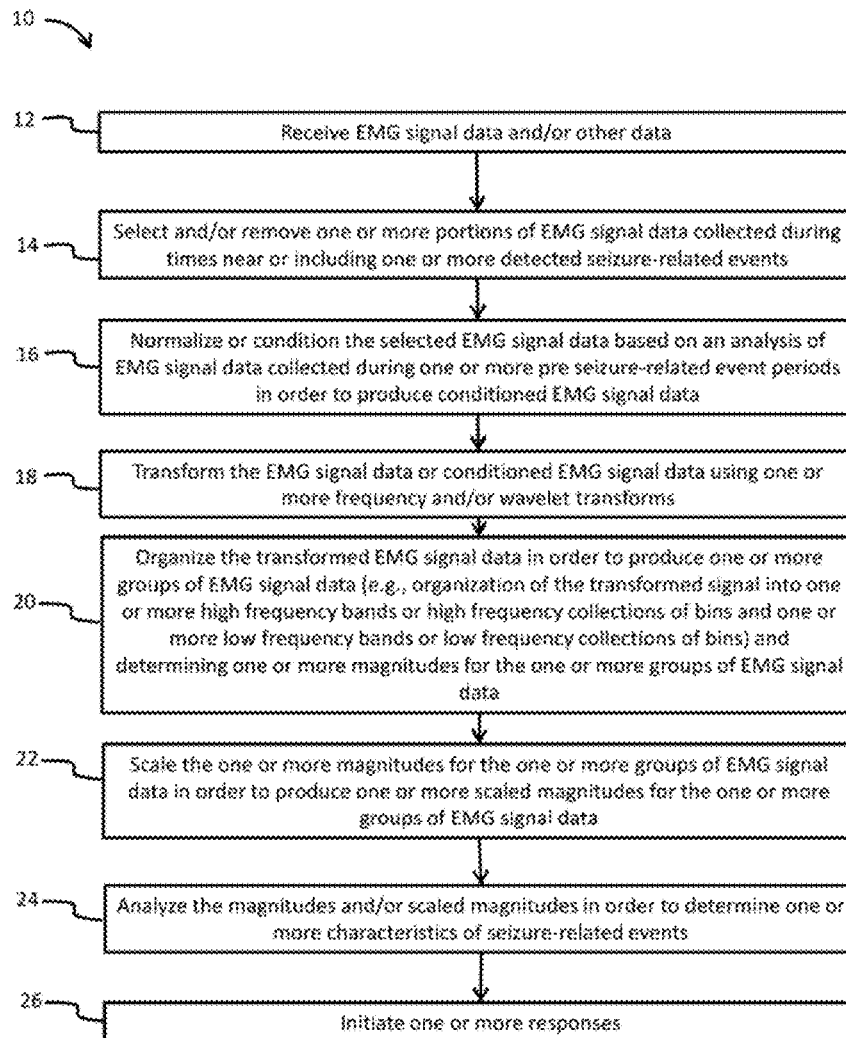 10
12
Receive EMG signal data and/or other data
14
Select and/or remove one or more portions of EMG signal data collected during
times near or including one or more detected seizure-related events
16
Normalize or condition the selected EMG signal data based on an analysis of
EMG signal data collected during one or more pre seizure-related event periods
in order to produce conditioned EMG signal data
18
Transform the EMG signal data or conditioned EMG signal data using one or
more frequency and/or wavelet transforms
20
Organize the transformed EMG signal data in order to produce one or more
groups of EMG signal data (e.g., organization of the transformed signal into one
or more high frequency bands or high frequency collections of bins and one or
more low frequency bands or low frequency collections of bins) and
determining one or more magnitudes for the one or more groups of EMG signal
data
22
Scale the one or more magnitudes for the one or more groups of EMG signal
data in order to produce one or more scaled magnitudes for the one or more
groups of EMG signal data
24
Analyze the magnitudes and/or scaled magnitudes in order to determine one or
more characteristics of seizure-related events
26
Initiate one or more responses